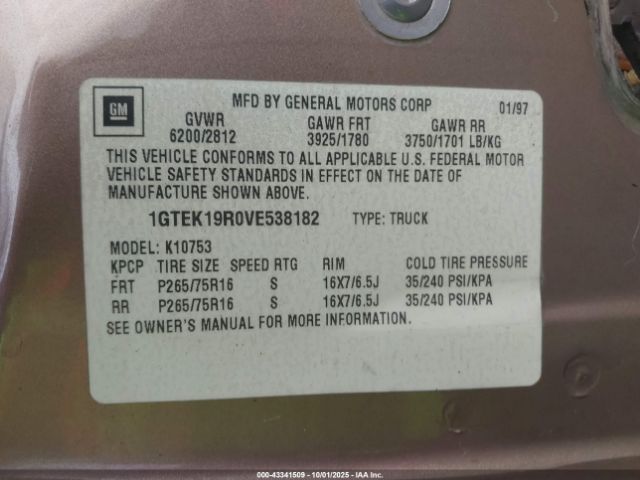 GM
MFD BY GENERAL MOTORS CORP 01/97
GVWR GAWR FRT GAWR RR
6200/2812 3925/1780 3750/1701 LB/KG
THIS VEHICLE CONFORMS TO ALL APPLICABLE U.S. FEDERAL MOTOR
VEHICLE SAFETY STANDARDS IN EFFECT ON THE DATE OF
MANUFACTURE SHOWN ABOVE.
1GTEK19R0VE538182 TYPE: TRUCK
MODEL: K10753
KPCP TIRE SIZE SPEED RTG RIM COLD TIRE PRESSURE
FRT P265/75R16 S 16X7/6.5J 35/240 PSI/KPA
RR P265/75R16 S 16X7/6.5J 35/240 PSI/KPA
SEE OWNER'S MANUAL FOR MORE INFORMATION.
000-43341509 - 10/01/2025 - IAA Inc.